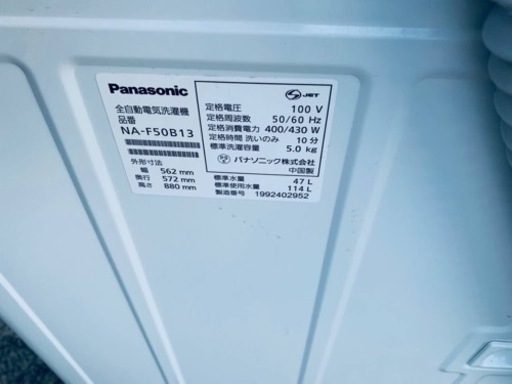 Panasonic
全自動電気洗濯機
品番
NA-F50B13
外形寸法
幅 562 mm
奥行 572 mm
高さ 880 mm
JET
定格電圧 100 V
定格周波数 50/60 Hz
定格消費電力 400/430 W
定格時間 洗いのみ 10 分
標準洗濯容量 5.0 kg
パナソニック株式会社
中国製
標準水量 47 L
標準使用水量 114 L
製造番号 1992402952